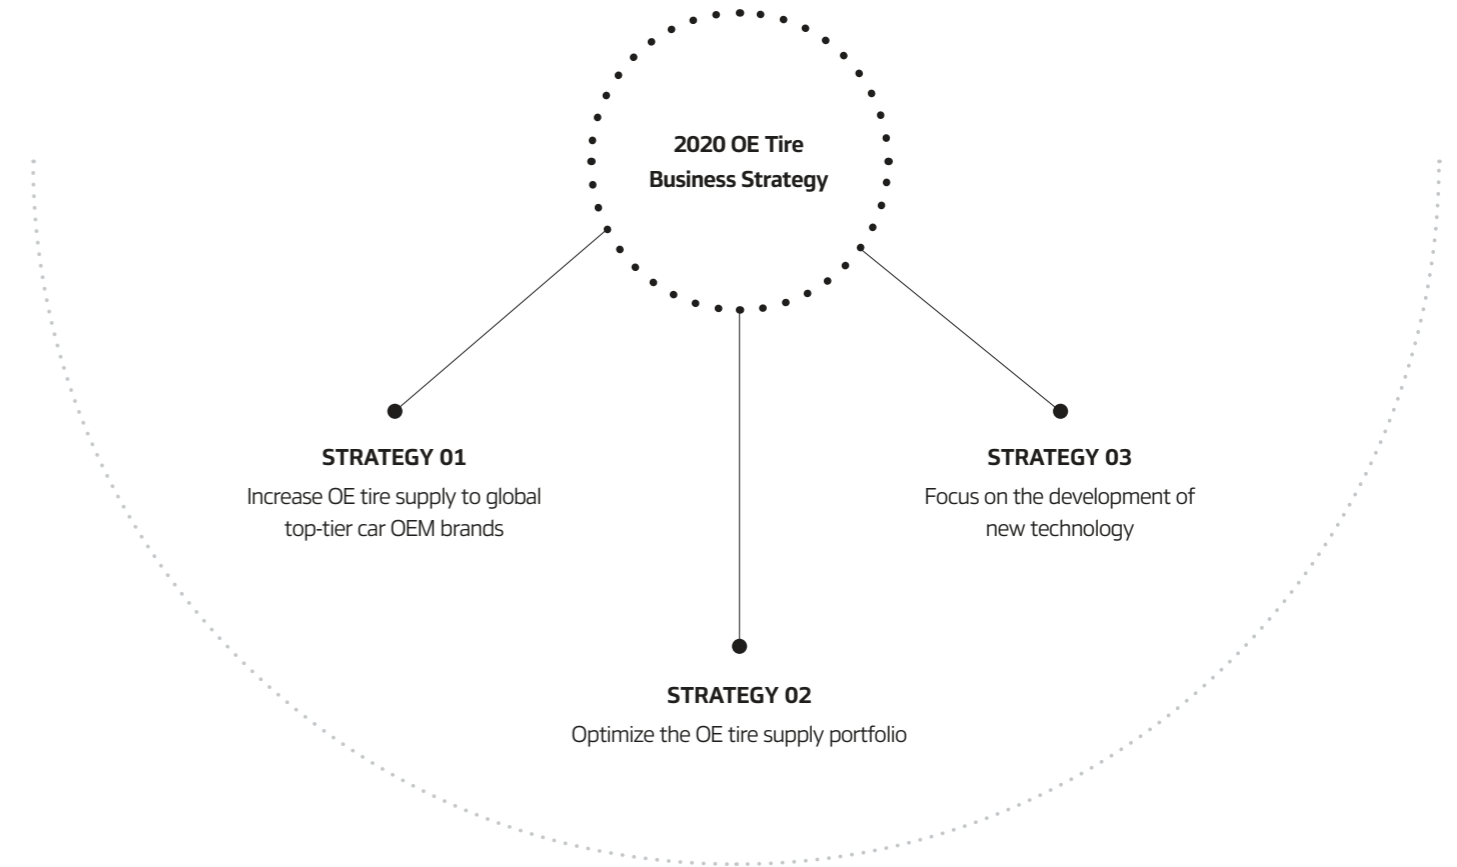 2020 OE Tire
Business Strategy
STRATEGY 01
Increase OE tire supply to global
top-tier car OEM brands
STRATEGY 02
Optimize the OE tire supply portfolio
STRATEGY 03
Focus on the development of
new technology